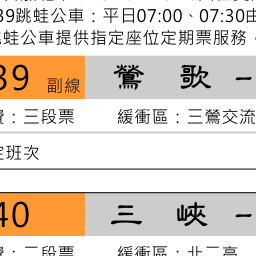 39跳蛙公車：平日07:00、07:30由
跳蛙公車提供指定座位定期票服務，
39 副線 鶯 歌 –
費：三段票 緩衝區：三鶯交流
定班次
40 三 峽 –
費：二段票 緩衝區：北二高